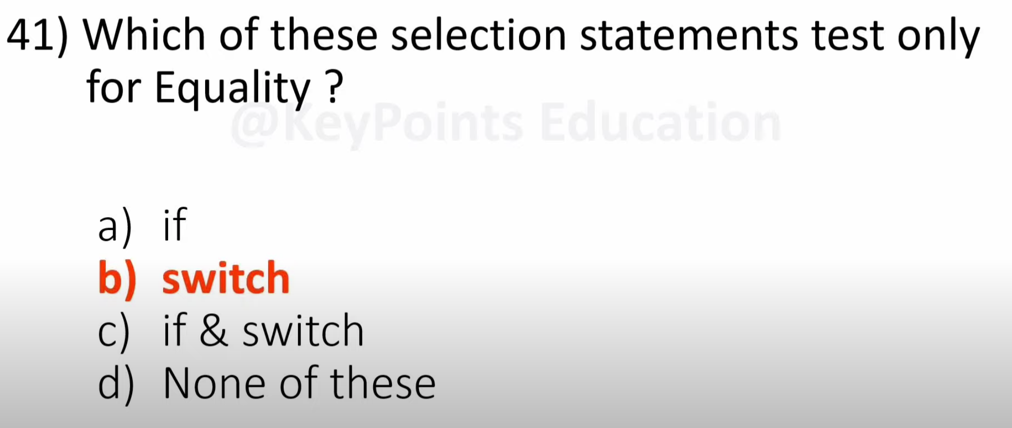 41) Which of these selection statements test only
for Equality ?
@KeyPoints Education
a) if
b) switch
c) if & switch
d) None of these